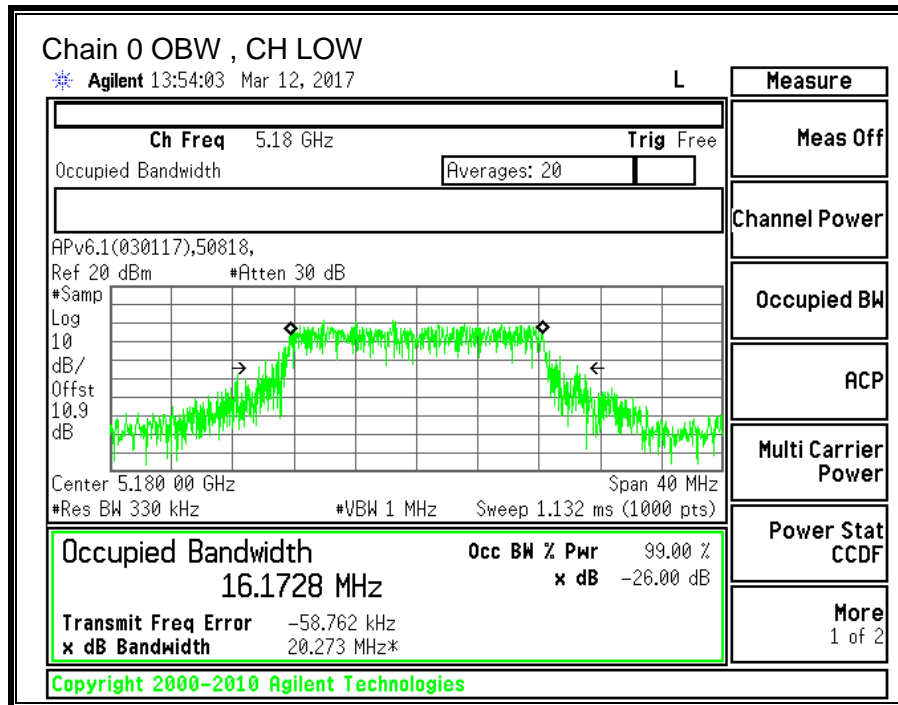 Chain 0 OBW , CH LOW
Agilent 13:54:03 Mar 12, 2017 L
Measure
Ch Freq 5.18 GHz Trig Free
Meas Off
Occupied Bandwidth Averages: 20
Channel Power
APv6.1(030117),50818,
Ref 20 dBm #Atten 30 dB
#Samp
Log
10
dB/
Offst
10.9
dB
Occupied BW
ACP
Multi Carrier
Power
Center 5.180 00 GHz Span 40 MHz
#Res BW 330 kHz #VBW 1 MHz Sweep 1.132 ms (1000 pts)
Power Stat
CCDF
Occupied Bandwidth Occ BW % Pwr 99.00 %
16.1728 MHz x dB -26.00 dB
Transmit Freq Error -58.762 kHz
x dB Bandwidth 20.273 MHz*
More
1 of 2
Copyright 2000-2010 Agilent Technologies